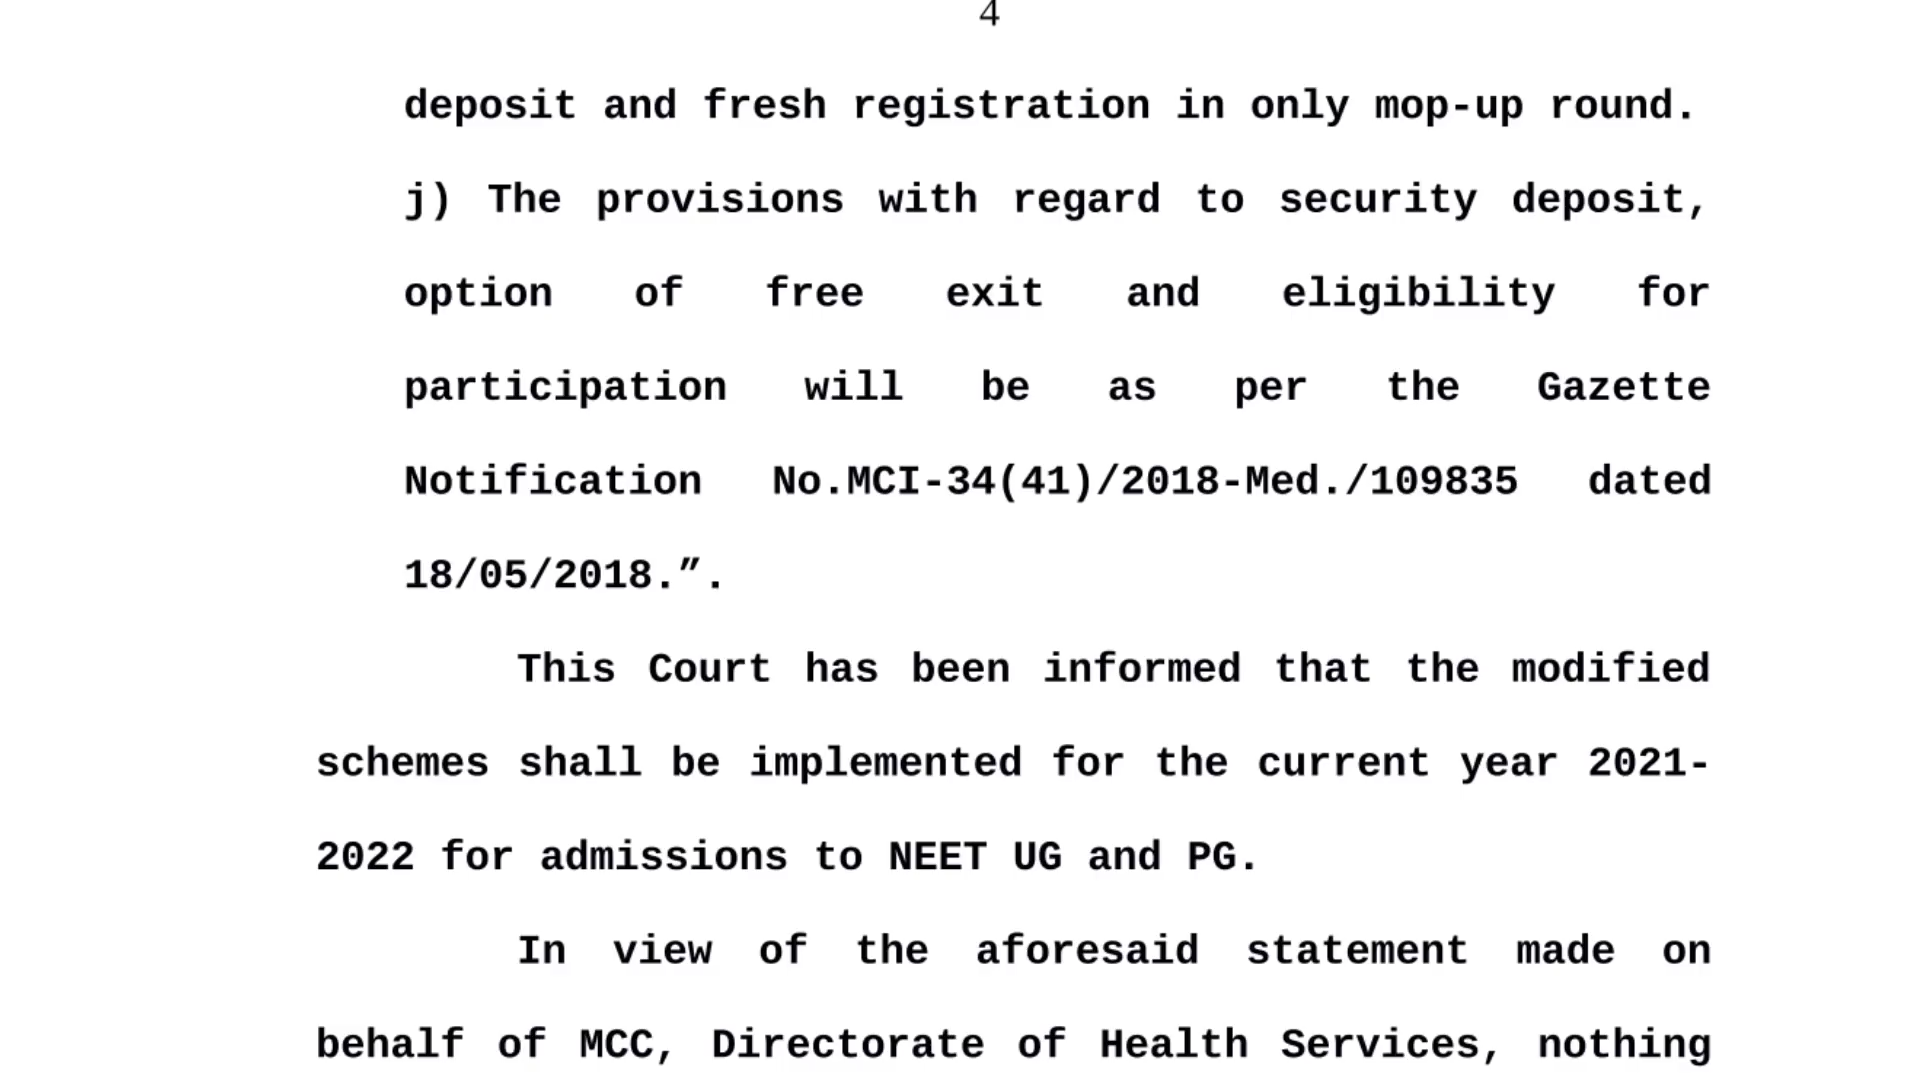 4
deposit and fresh registration in only mop-up round.
j) The provisions with regard to security deposit,
option of free exit and eligibility for
participation will be as per the Gazette
Notification No.MCI-34(41)/2018-Med./109835 dated
18/05/2018.”.
This Court has been informed that the modified
schemes shall be implemented for the current year 2021-
2022 for admissions to NEET UG and PG.
In view of the aforesaid statement made on
behalf of MCC, Directorate of Health Services, nothing